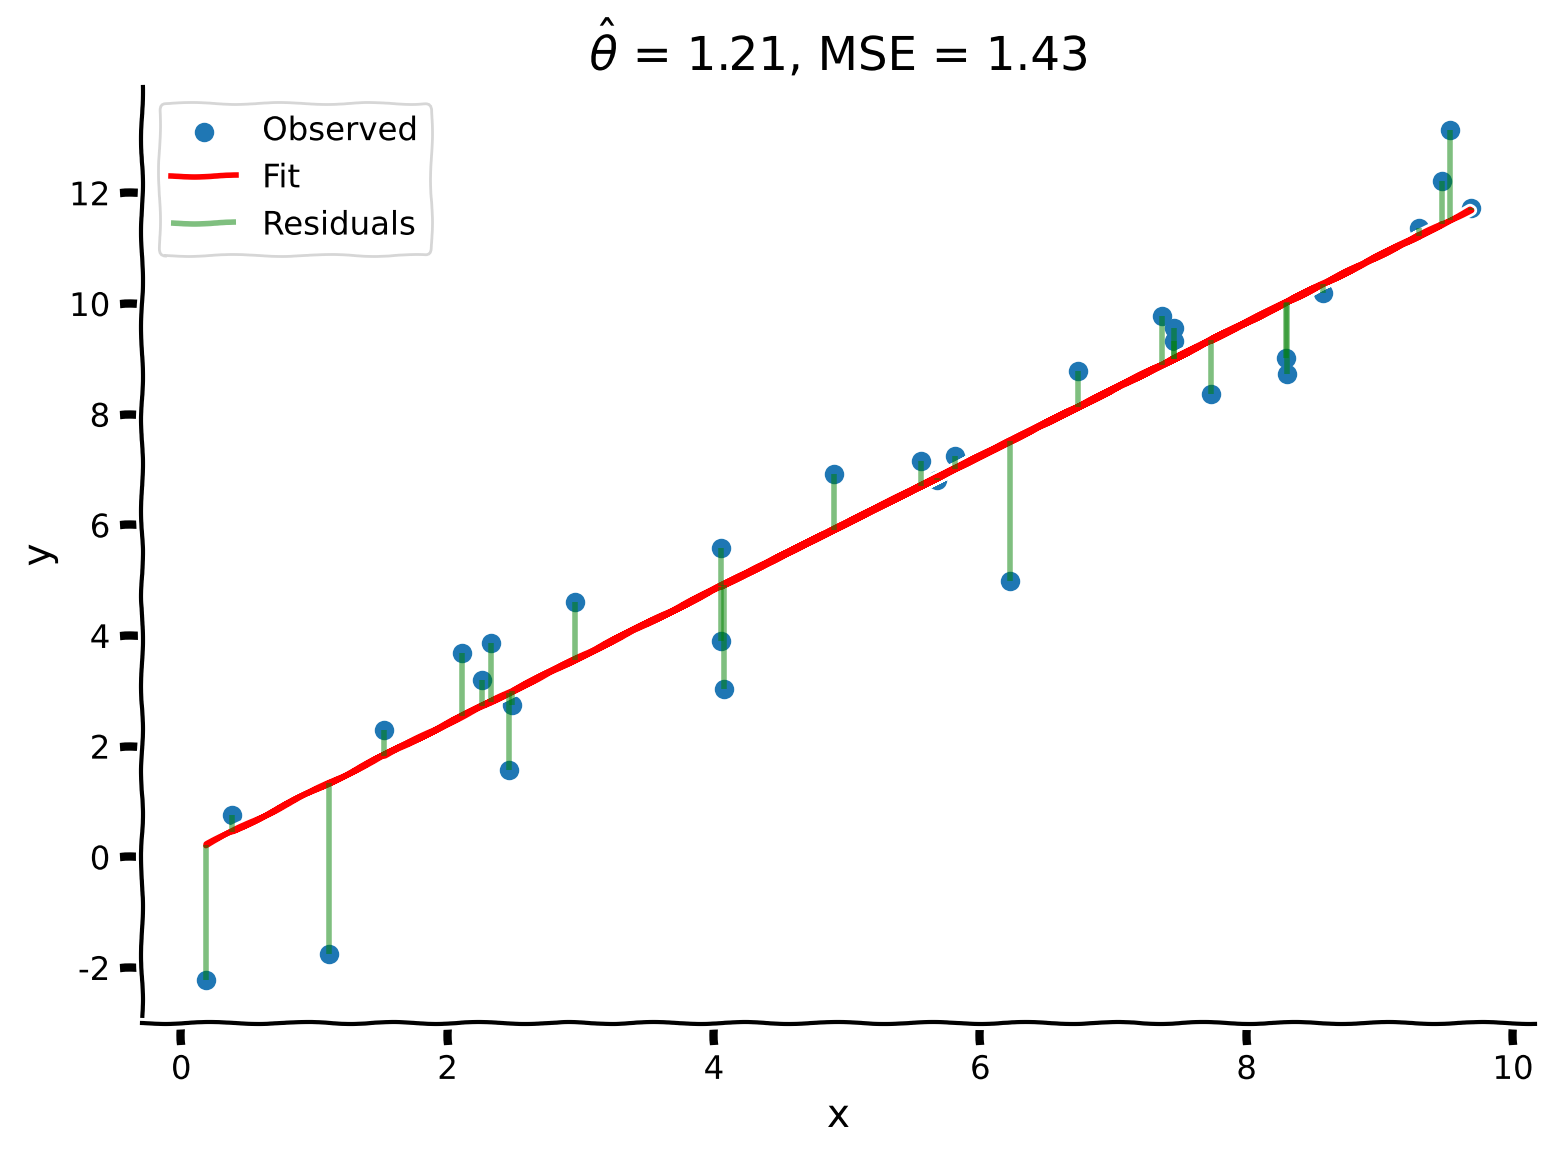 θ̂ = 1.21, MSE = 1.43
Observed
Fit
Residuals
12
10
8
6
4
2
0
-2
y
0 2 4 6 8 10
x